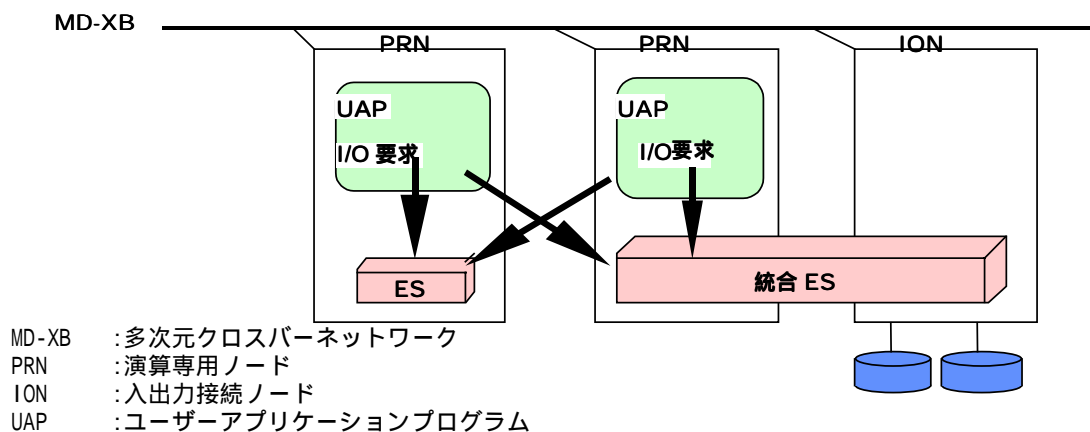 MD-XB
PRN PRN ION
UAP UAP
I/O 要求 I/O要求
ES 統合 ES
MD-XB :多次元クロスバーネットワーク
PRN :演算専用ノード
ION :入出力接続ノード
UAP :ユーザーアプリケーションプログラム